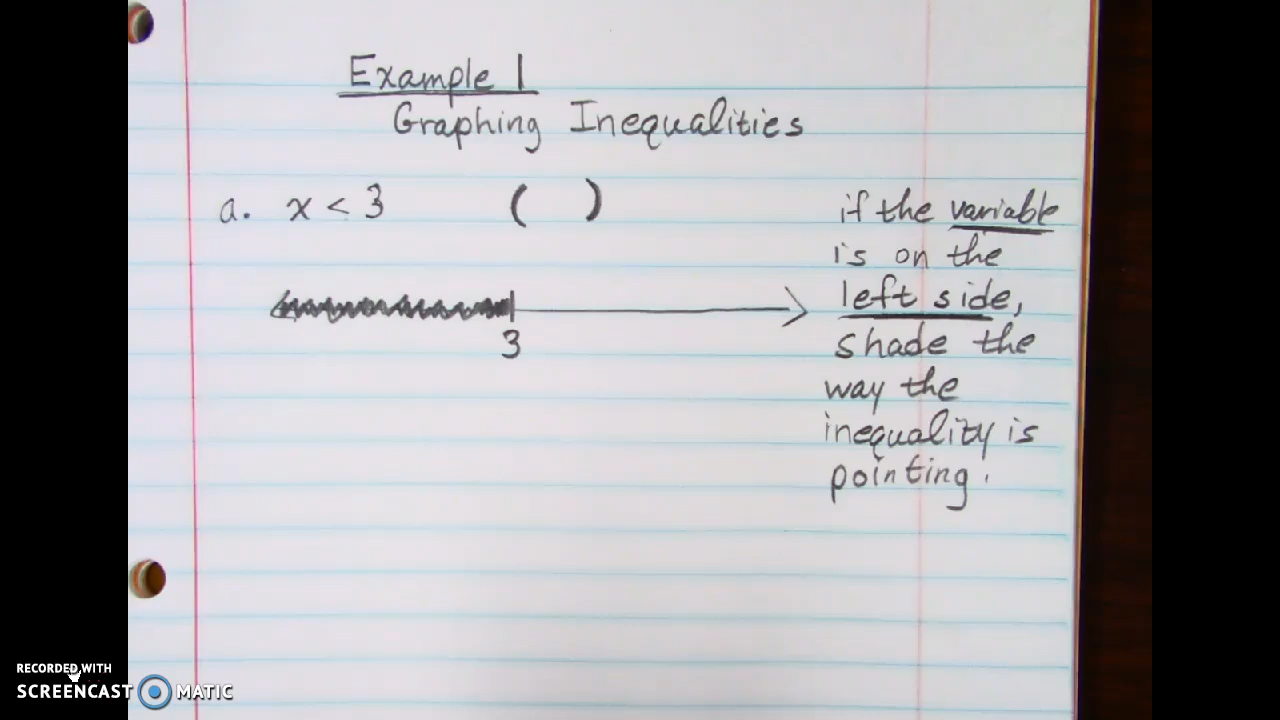 Example 1
Graphing Inequalities
a. x < 3 ( )
3
if the variable
is on the
left side,
shade the
way the
inequality is
pointing.
RECORDED WITH
SCREENCAST MATIC